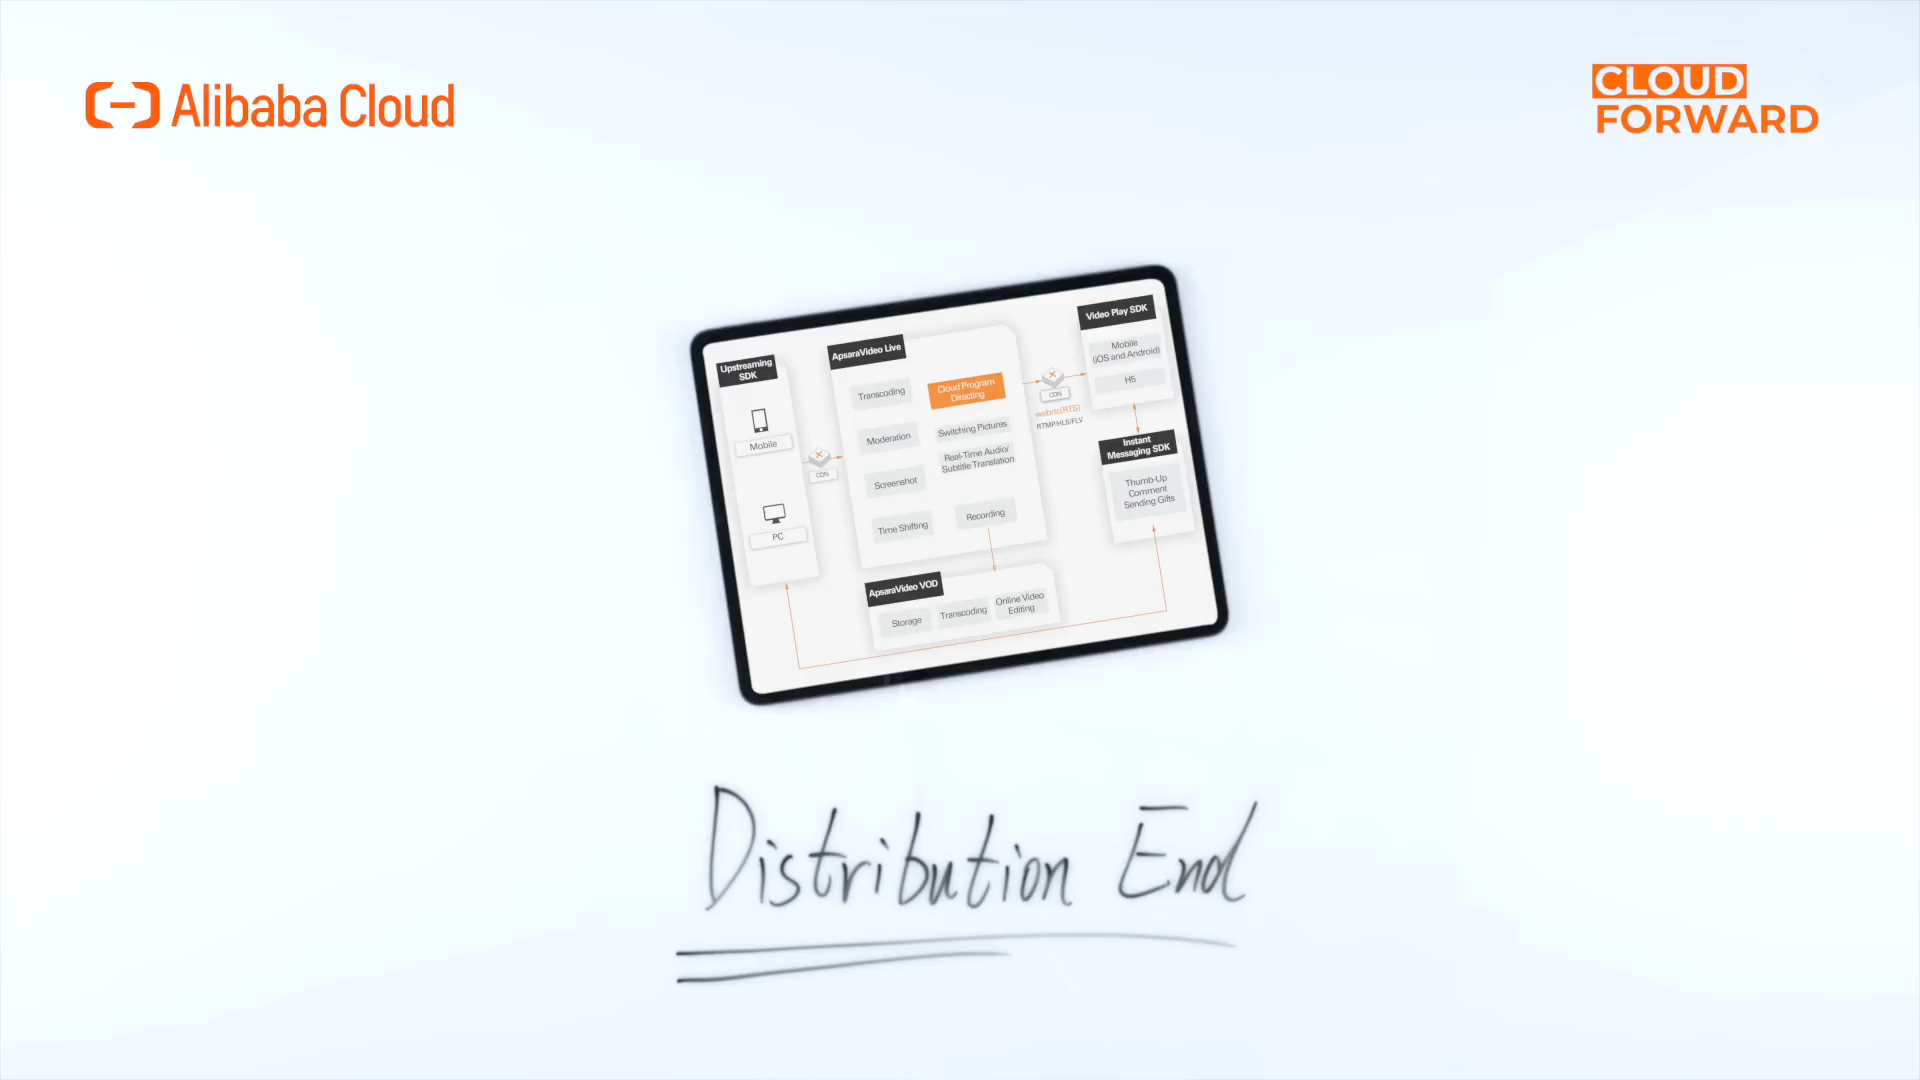 Alibaba Cloud
CLOUD
FORWARD
Upstreaming
SDK
Mobile
PC
CDN
ApsaraVideo Live
Transcoding
Moderation
Screenshot
Time Shifting
Cloud Program
Directing
Switching Pictures
Real-Time Audio/
Subtitle Translation
Recording
ApsaraVideo VOD
Storage
Transcoding
Online Video
Editing
CDN
webrtc(RTS)
RTMP/HLS/FLV
Video Play SDK
Mobile
(iOS and Android)
H5
Instant
Messaging SDK
Thumb-Up
Comment
Sending Gifts
Distribution End